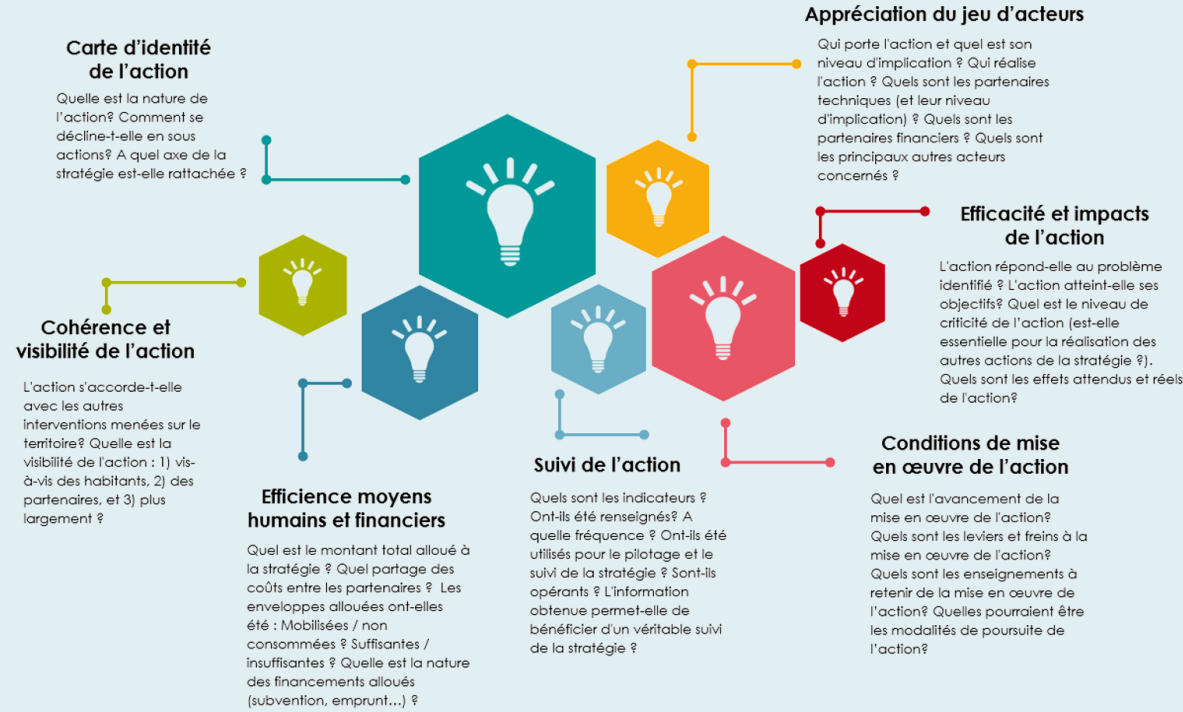 Carte d'identité
de l'action
Quelle est la nature de
l'action? Comment se
décline-t-elle en sous
actions? A quel axe de la
stratégie est-elle rattachée ?
Appréciation du jeu d'acteurs
Qui porte l'action et quel est son
niveau d'implication ? Qui réalise
l'action ? Quels sont les partenaires
techniques (et leur niveau
d'implication) ? Quels sont les
partenaires financiers ? Quels sont
les principaux autres acteurs
concernés ?
Efficacité et impacts
de l'action
L'action répond-elle au problème
identifié ? L'action atteint-elle ses
objectifs? Quel est le niveau de
criticité de l'action (est-elle
essentielle pour la réalisation des
autres actions de la stratégie ?).
Quels sont les effets attendus et réels
de l'action?
Cohérence et
visibilité de l'action
L'action s'accorde-t-elle
avec les autres
interventions menées sur le
territoire? Quelle est la
visibilité de l'action : 1) vis-
à-vis des habitants, 2) des
partenaires, et 3) plus
largement ?
Efficience moyens
humains et financiers
Quel est le montant total alloué à
la stratégie ? Quel partage des
coûts entre les partenaires ? Les
enveloppes allouées ont-elles
été : Mobilisées / non
consommées ? Suffisantes /
insuffisantes ? Quelle est la nature
des financements alloués
(subvention, emprunt...) ?
Suivi de l'action
Quels sont les indicateurs ?
Ont-ils été renseignés? A
quelle fréquence ? Ont-ils été
utilisés pour le pilotage et le
suivi de la stratégie ? Sont-ils
opérants ? L'information
obtenue permet-elle de
bénéficier d'un véritable suivi
de la stratégie ?
Conditions de mise
en œuvre de l'action
Quel est l'avancement de la
mise en œuvre de l'action?
Quels sont les leviers et freins à la
mise en œuvre de l'action?
Quels sont les enseignements à
retenir de la mise en œuvre de
l'action? Quelles pourraient être
les modalités de poursuite de
l'action?